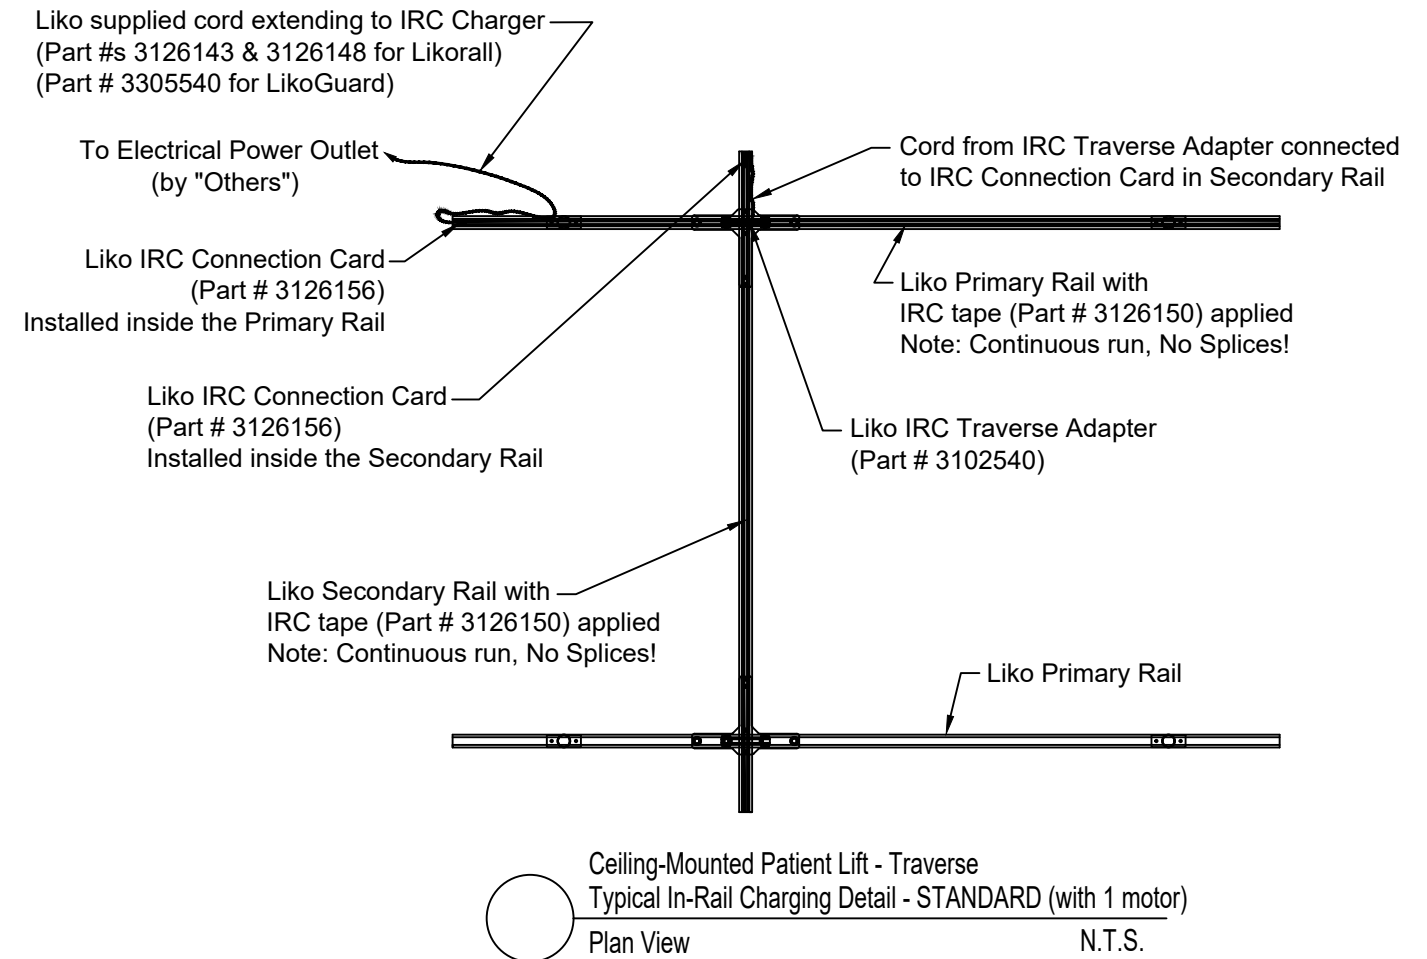 Liko supplied cord extending to IRC Charger
(Part #s 3126143 & 3126148 for Likorall)
(Part # 3305540 for LikoGuard)
To Electrical Power Outlet
(by "Others")
Cord from IRC Traverse Adapter connected
to IRC Connection Card in Secondary Rail
Liko IRC Connection Card
(Part # 3126156)
Installed inside the Primary Rail
Liko Primary Rail with
IRC tape (Part # 3126150) applied
Note: Continuous run, No Splices!
Liko IRC Connection Card
(Part # 3126156)
Installed inside the Secondary Rail
Liko IRC Traverse Adapter
(Part # 3102540)
Liko Secondary Rail with
IRC tape (Part # 3126150) applied
Note: Continuous run, No Splices!
Liko Primary Rail
Ceiling-Mounted Patient Lift - Traverse
Typical In-Rail Charging Detail - STANDARD (with 1 motor)
Plan View N.T.S.